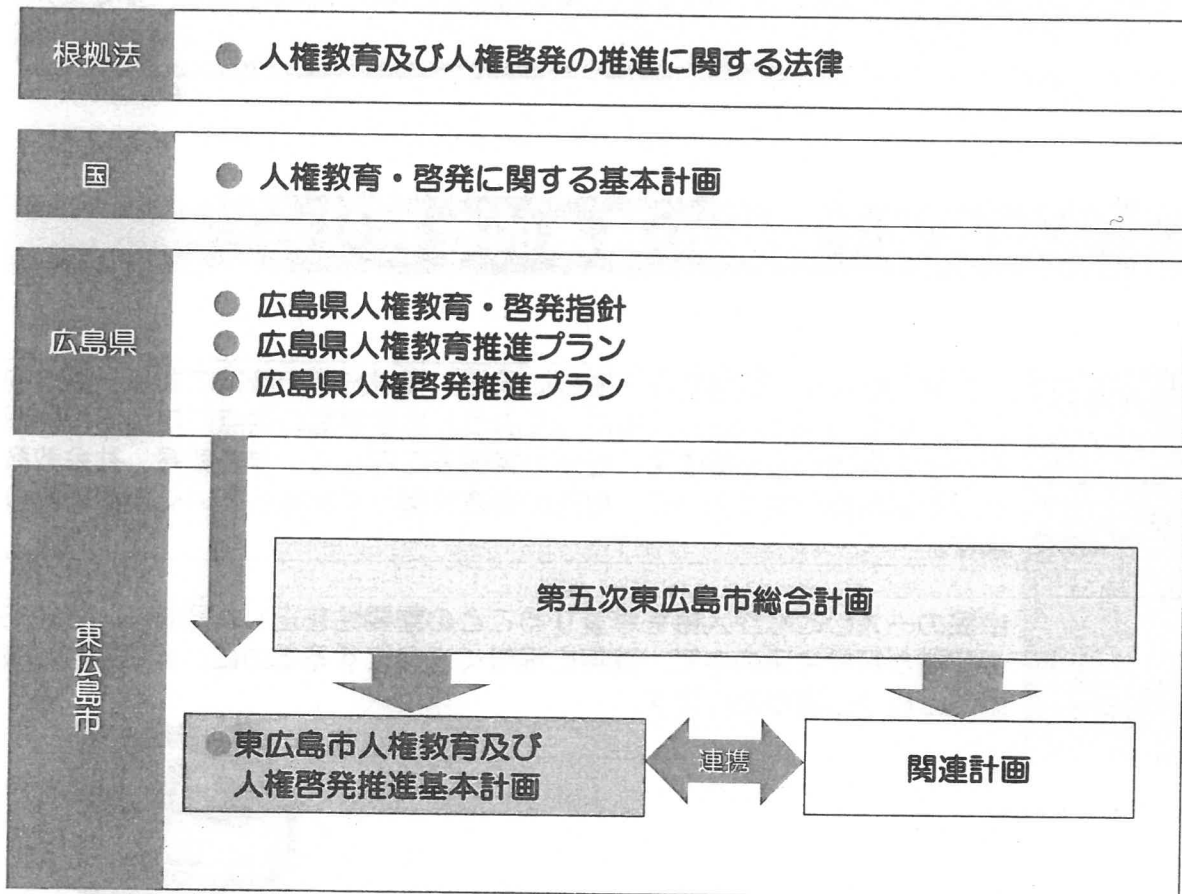 根拠法
● 人権教育及び人権啓発の推進に関する法律
国
● 人権教育・啓発に関する基本計画
広島県
● 広島県人権教育・啓発指針
● 広島県人権教育推進プラン
● 広島県人権啓発推進プラン
東広島市
第五次東広島市総合計画
● 東広島市人権教育及び
人権啓発推進基本計画
連携
関連計画